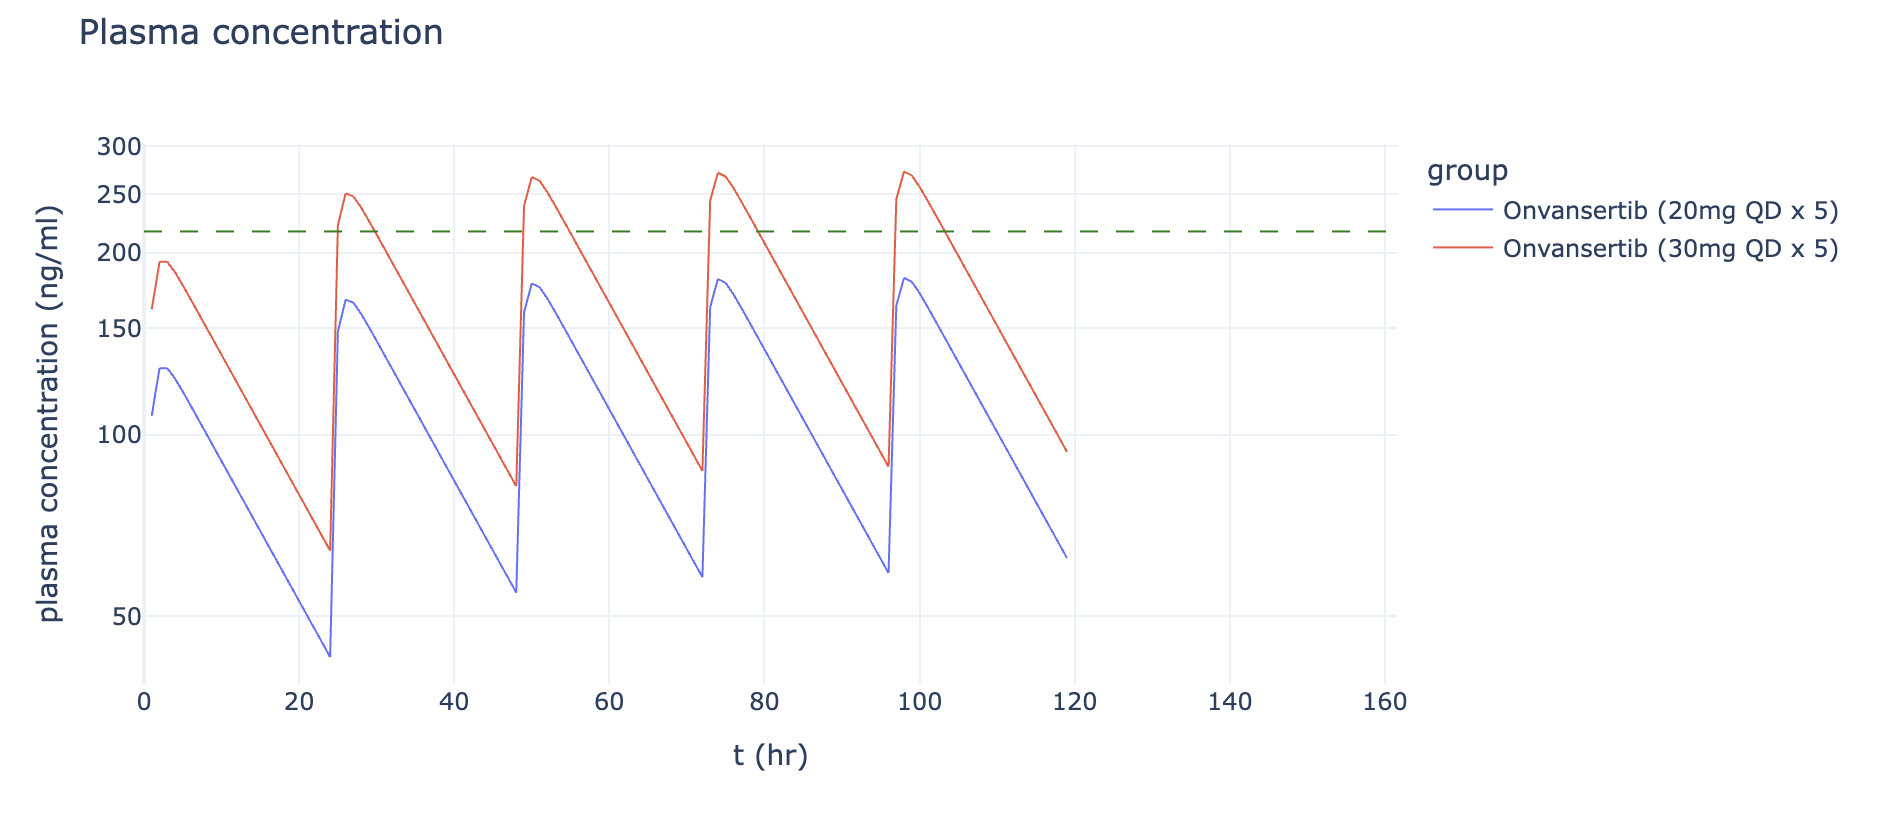 Plasma concentration
300
250
200
150
100
50
plasma concentration (ng/ml)
0 20 40 60 80 100 120 140 160
t (hr)
group
Onvansertib (20mg QD x 5)
Onvansertib (30mg QD x 5)